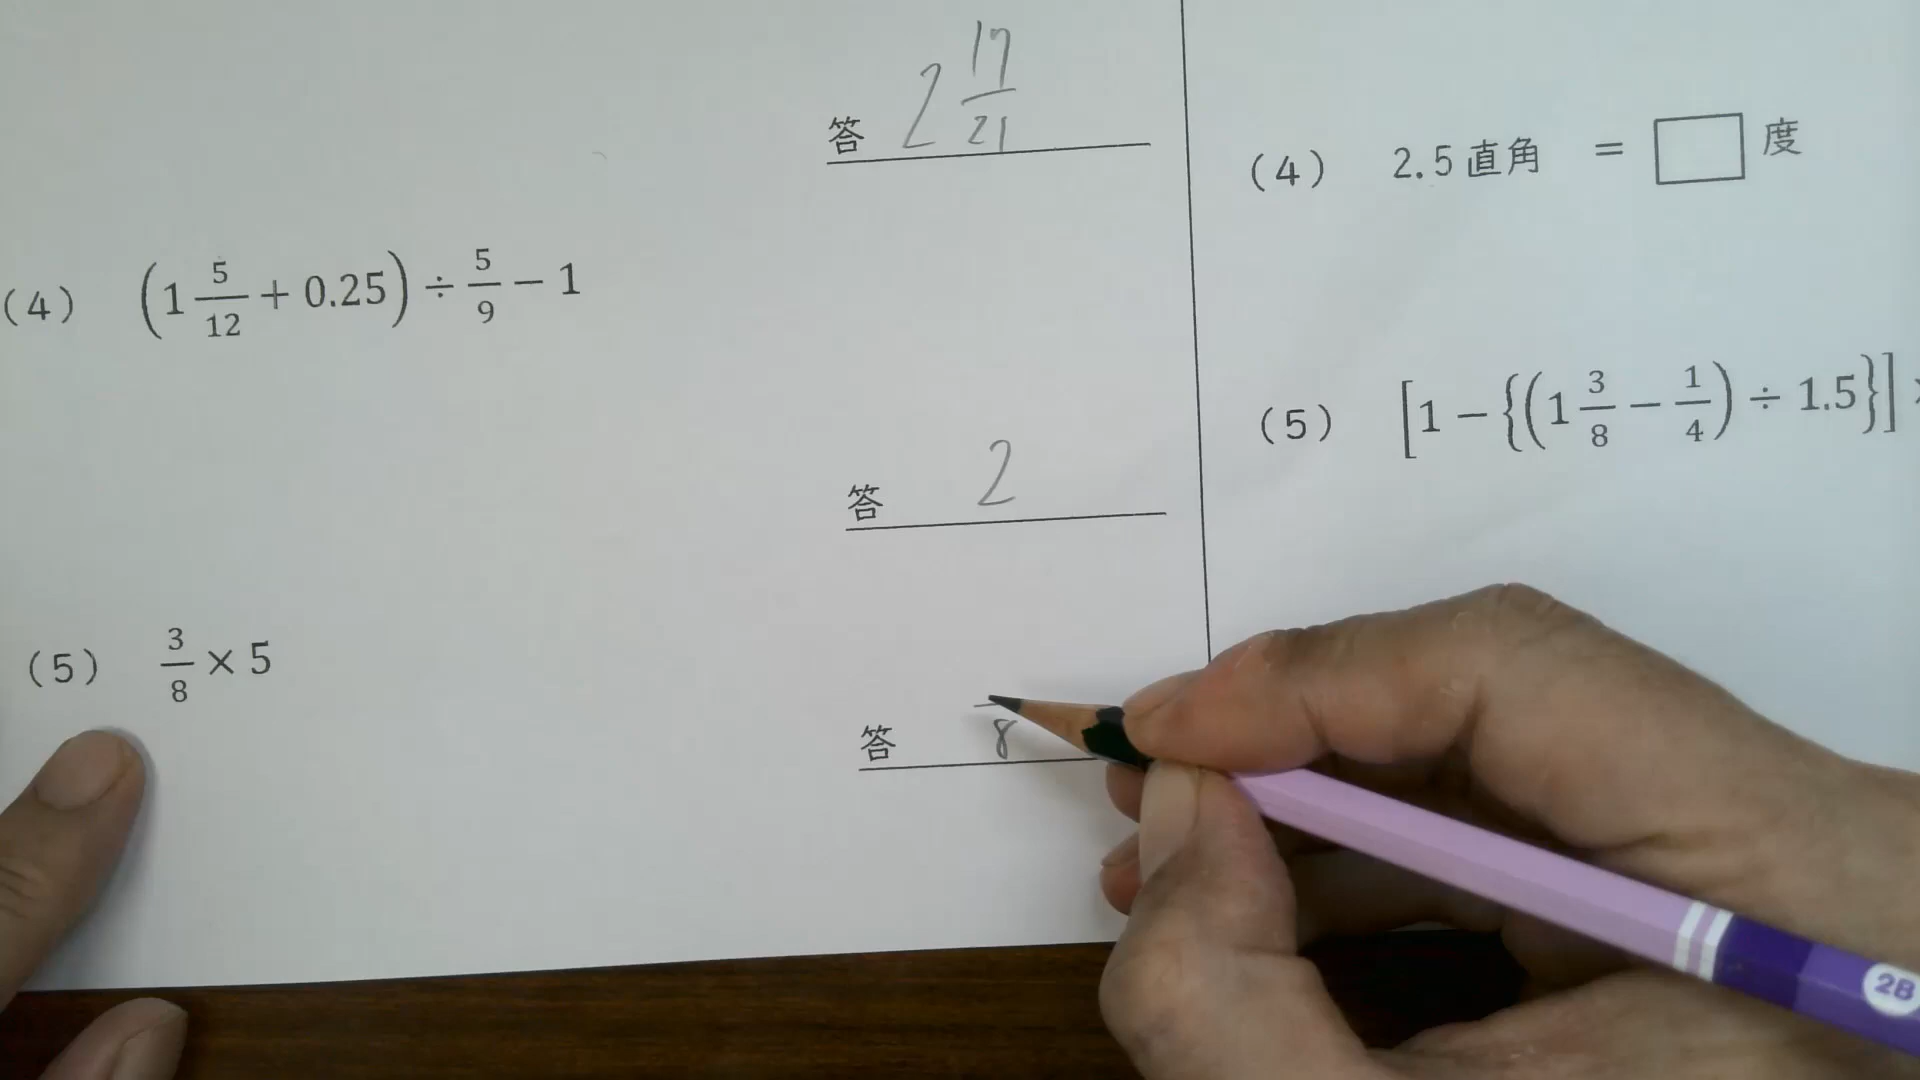 答 2 17/21
(4) (1 5/12 + 0.25) ÷ 5/9 − 1
答 2
(5) 3/8 × 5
答 /8
(4) 2.5直角 = □ 度
(5) [1 − {(1 3/8 − 1/4) ÷ 1.5}]
2B